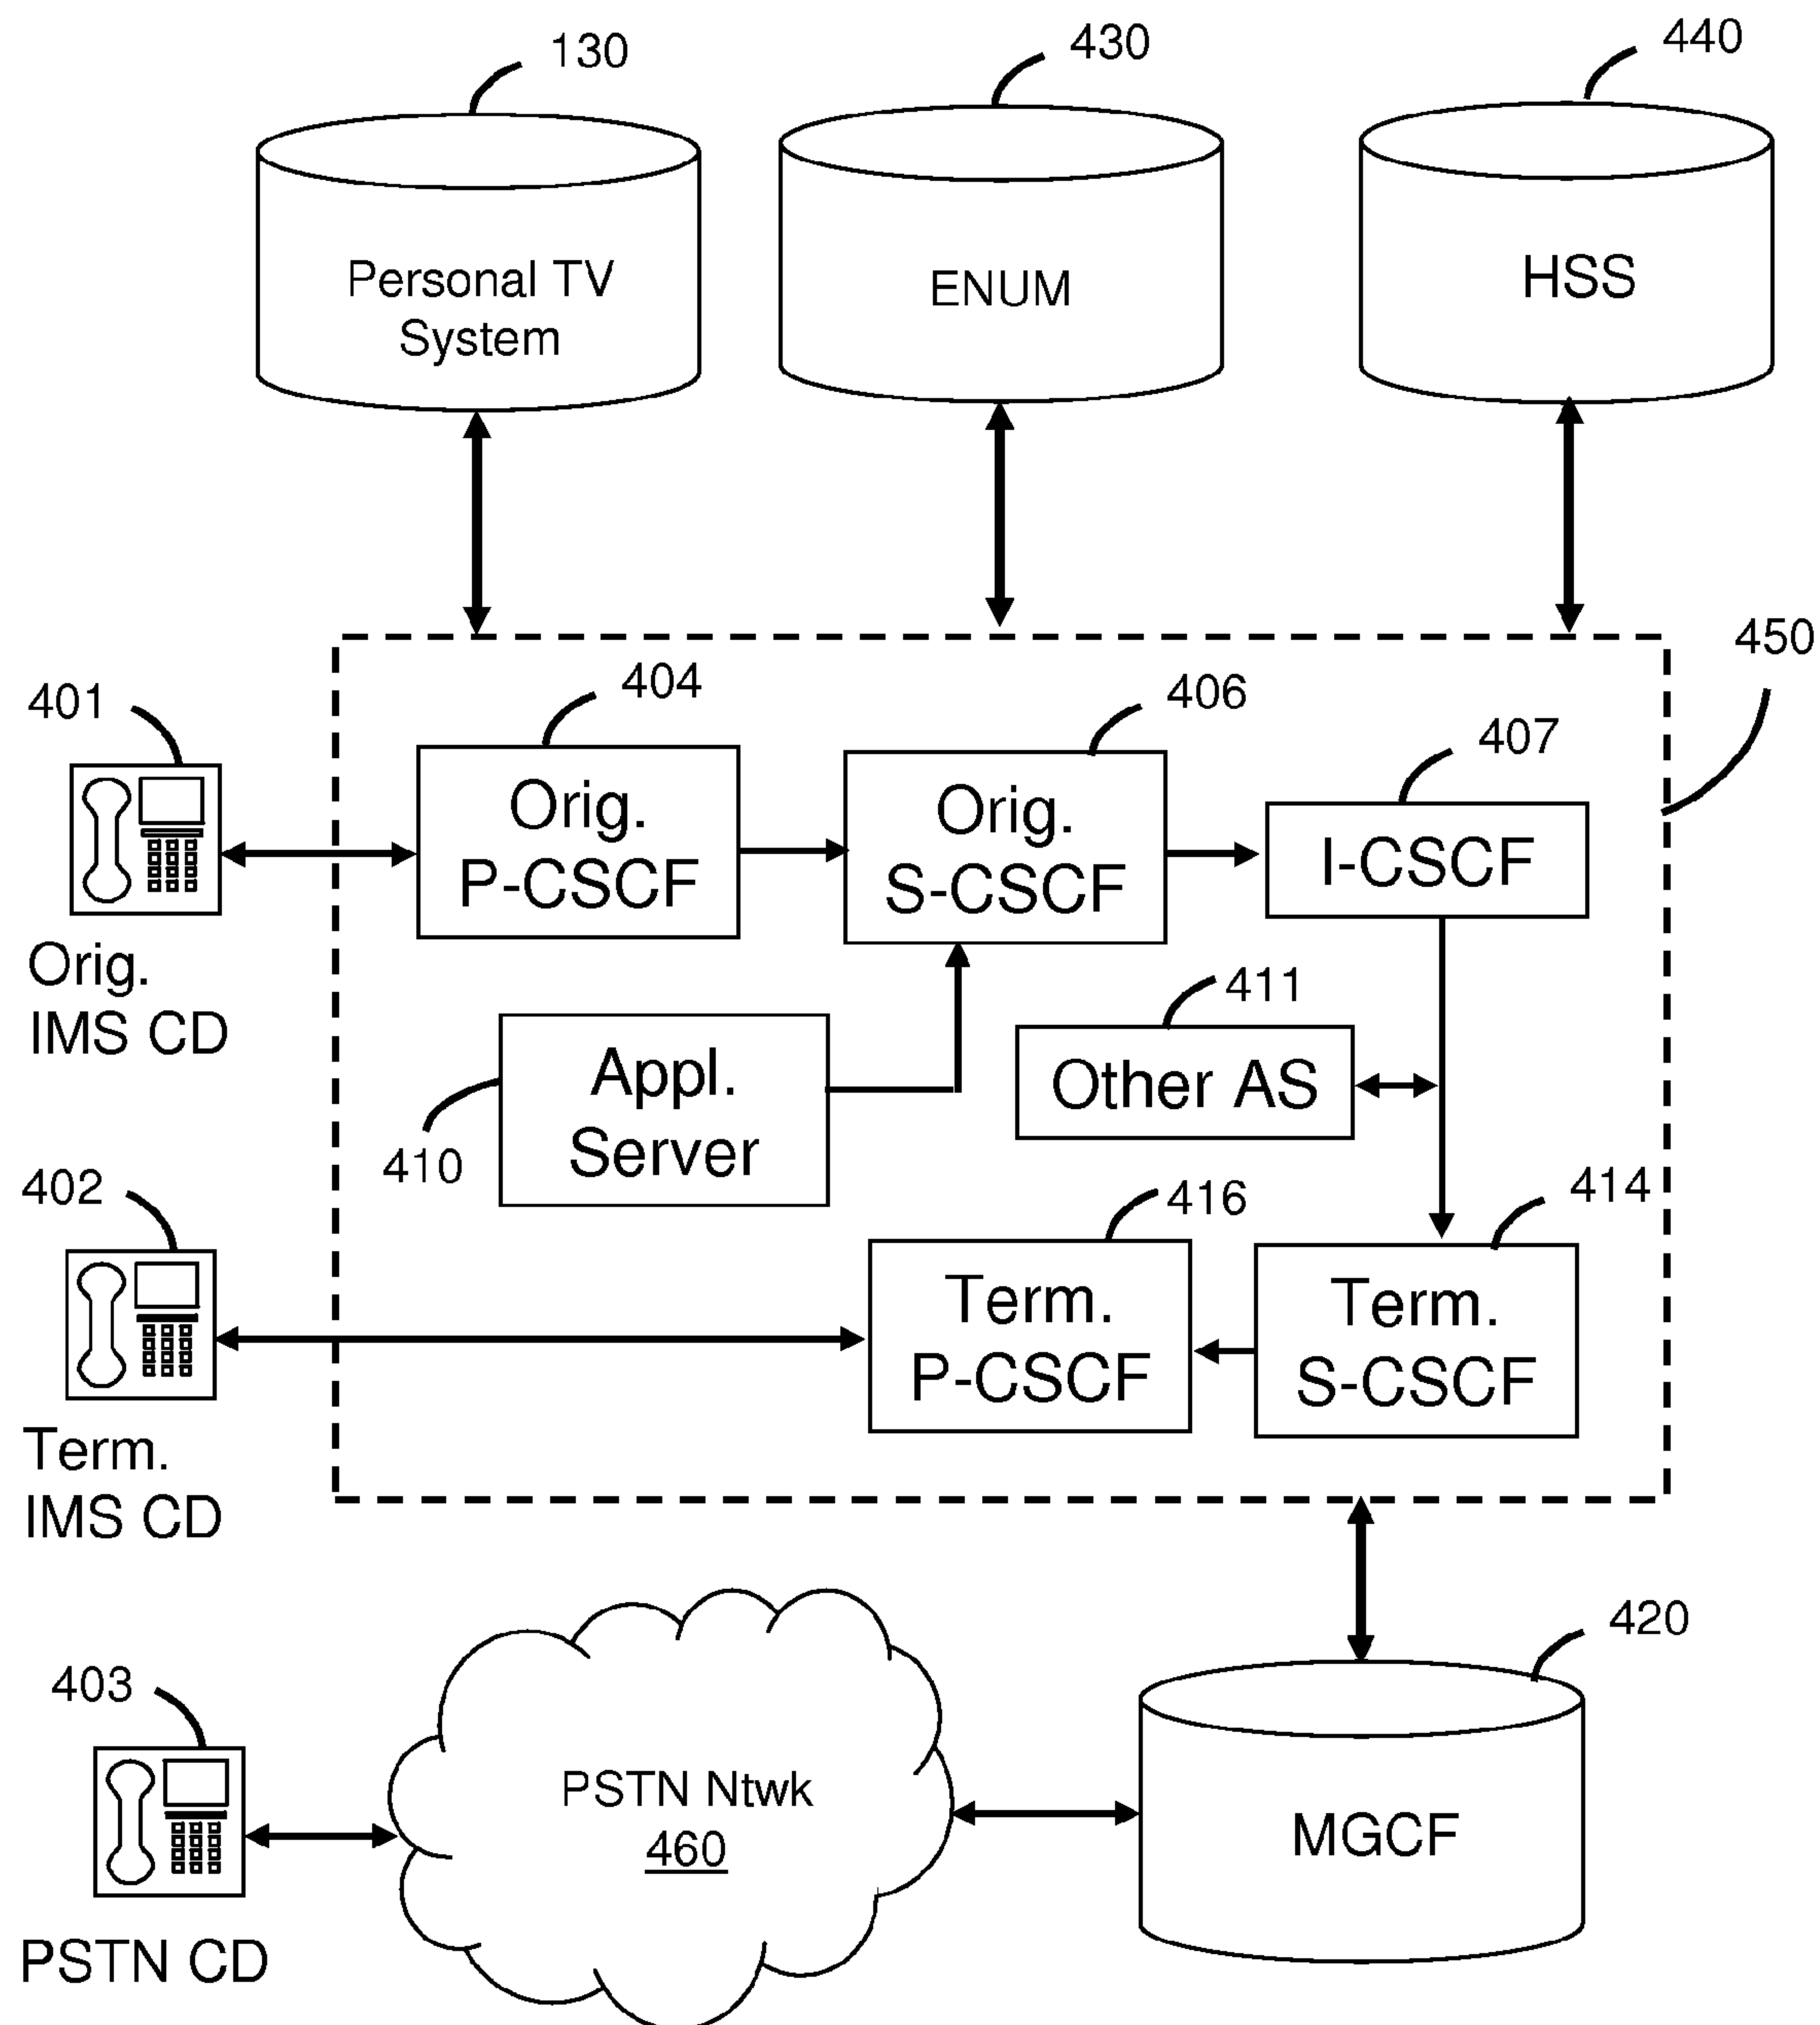 130
430
440
Personal TV
System
ENUM
HSS
450
401
404
406
407
Orig.
P-CSCF
Orig.
S-CSCF
I-CSCF
Orig.
IMS CD
411
Appl.
Server
Other AS
410
402
416
414
Term.
P-CSCF
Term.
S-CSCF
Term.
IMS CD
420
403
PSTN Ntwk
460
MGCF
PSTN CD